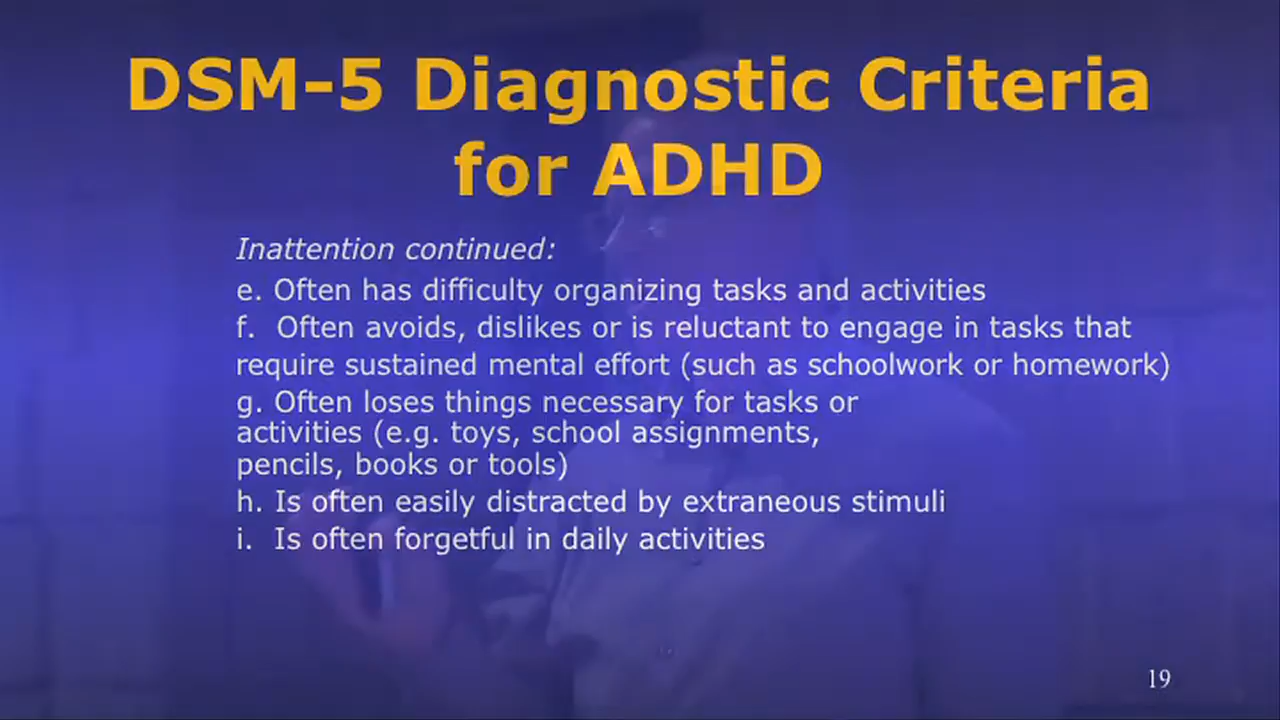 DSM-5 Diagnostic Criteria
for ADHD
Inattention continued:
e. Often has difficulty organizing tasks and activities
f. Often avoids, dislikes or is reluctant to engage in tasks that
require sustained mental effort (such as schoolwork or homework)
g. Often loses things necessary for tasks or
activities (e.g. toys, school assignments,
pencils, books or tools)
h. Is often easily distracted by extraneous stimuli
i. Is often forgetful in daily activities
19